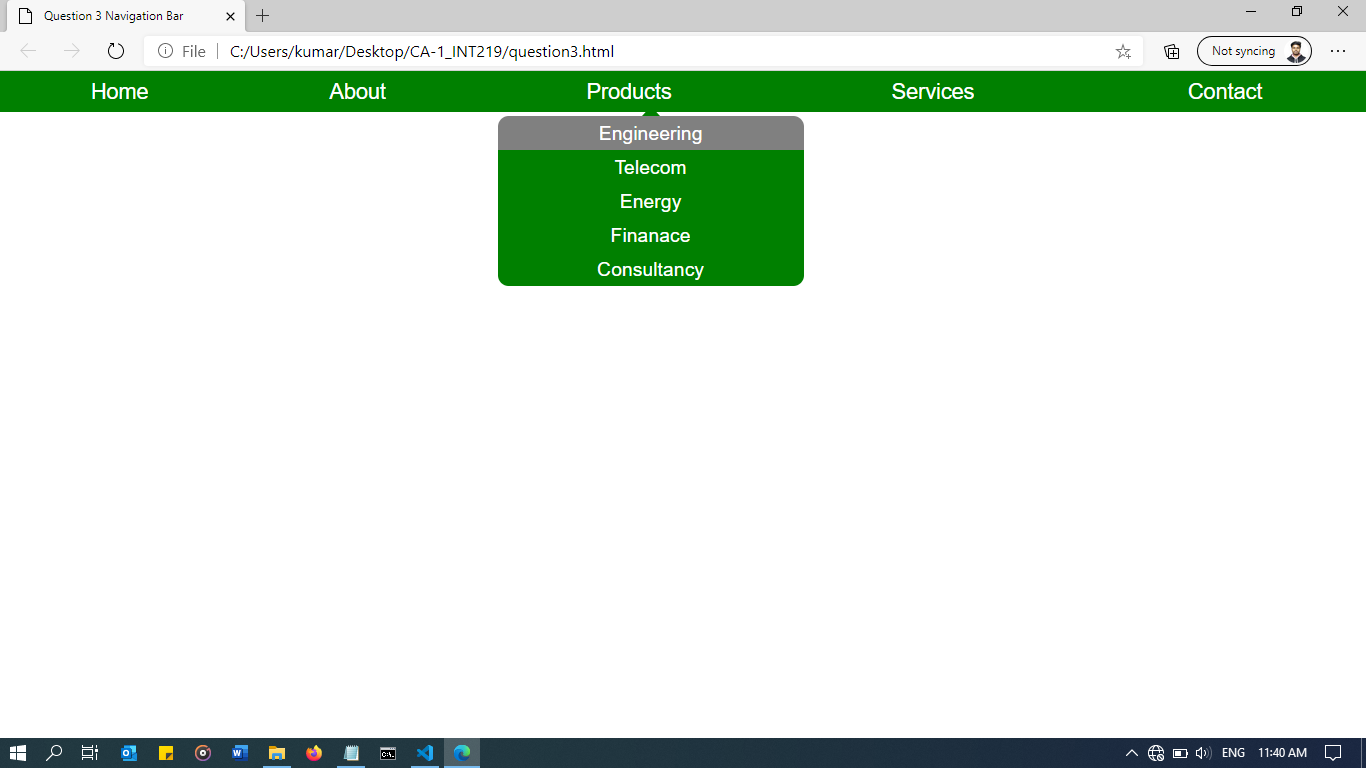 Question 3 Navigation Bar
File | C:/Users/kumar/Desktop/CA-1_INT219/question3.html Not syncing
Home About Products Services Contact
Engineering
Telecom
Energy
Finanace
Consultancy
ENG 11:40 AM